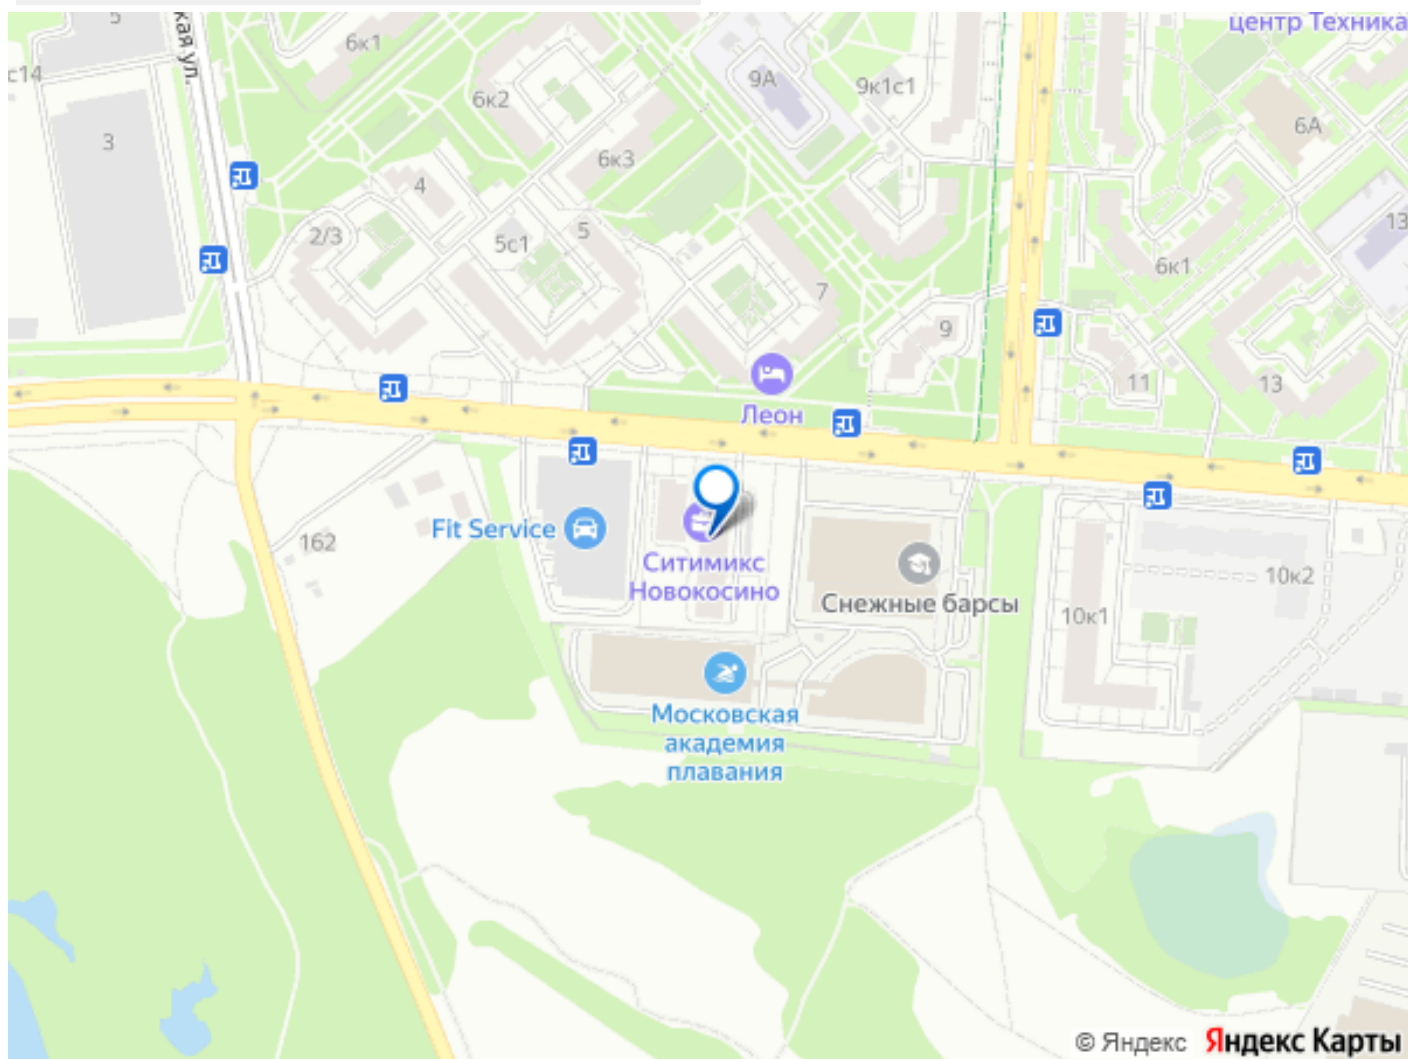 центр Техника
5
кая ул.
6к1
с14
9А
9к1с1
6к2
6А
3
6к3
4
13
2/3
5с1
5
6к1
7
9
11
13
Леон
Fit Service
162
Ситимикс
Новокосино
Снежные барсы
10к2
10к1
Московская
академия
плавания
© Яндекс Яндекс Карты